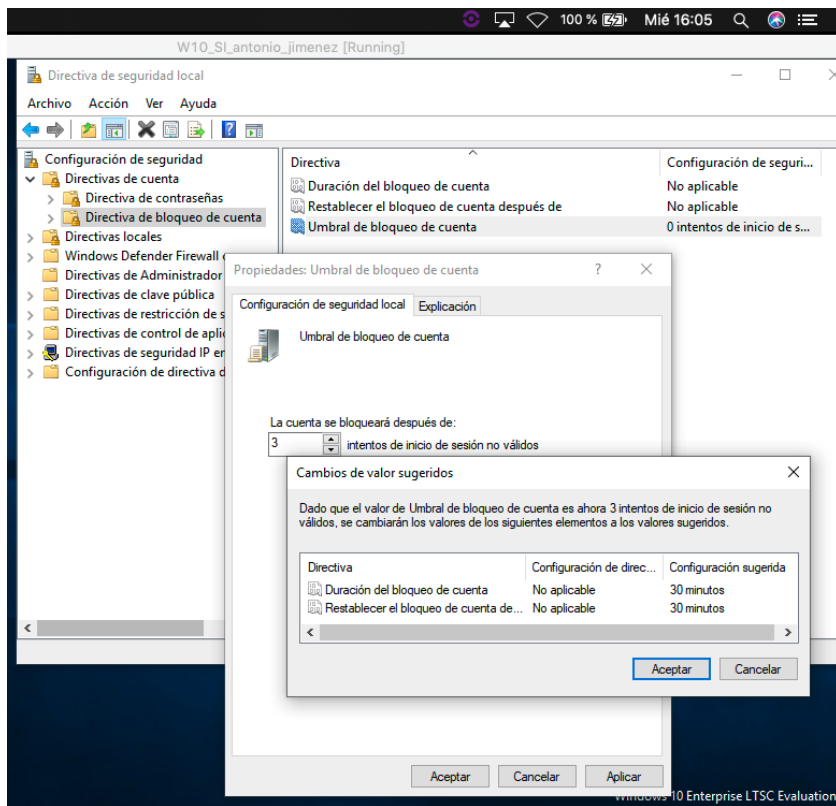 100 % Mié 16:05
W10_SI_antonio_jimenez [Running]
Directiva de seguridad local
Archivo Acción Ver Ayuda
Configuración de seguridad
Directivas de cuenta
Directiva de contraseñas
Directiva de bloqueo de cuenta
Directivas locales
Windows Defender Firewall
Directivas de Administrador
Directivas de clave pública
Directivas de restricción de s
Directivas de control de aplic
Directivas de seguridad IP en
Configuración de directiva d
Directiva Configuración de seguri...
Duración del bloqueo de cuenta No aplicable
Restablecer el bloqueo de cuenta después de No aplicable
Umbral de bloqueo de cuenta 0 intentos de inicio de s...
Propiedades: Umbral de bloqueo de cuenta ?
Configuración de seguridad local Explicación
Umbral de bloqueo de cuenta
La cuenta se bloqueará después de:
3 intentos de inicio de sesión no válidos
Cambios de valor sugeridos
Dado que el valor de Umbral de bloqueo de cuenta es ahora 3 intentos de inicio de sesión no
válidos, se cambiarán los valores de los siguientes elementos a los valores sugeridos.
Directiva Configuración de direc... Configuración sugerida
Duración del bloqueo de cuenta No aplicable 30 minutos
Restablecer el bloqueo de cuenta de... No aplicable 30 minutos
Aceptar Cancelar
Aceptar Cancelar Aplicar
Windows 10 Enterprise LTSC Evaluation